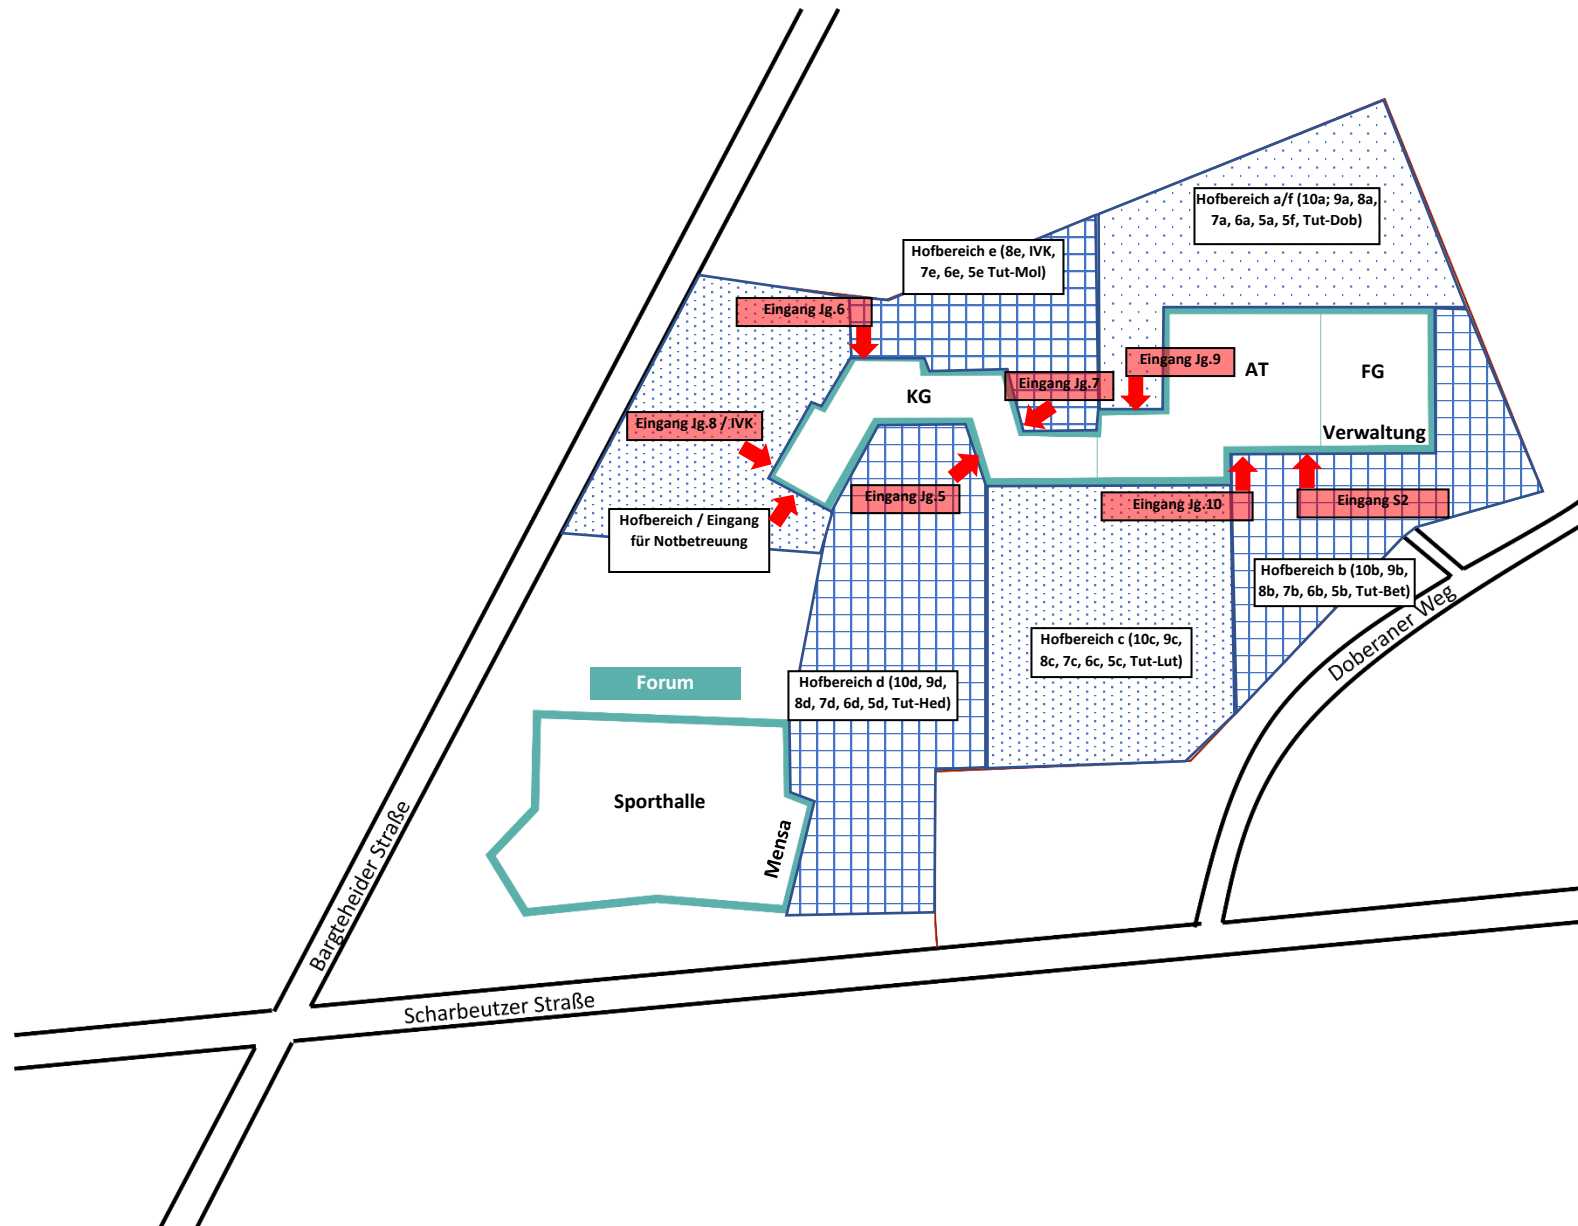 Hofbereich a/f (10a; 9a, 8a,
7a, 6a, 5a, 5f, Tut-Dob)
Hofbereich e (8e, IVK,
7e, 6e, 5e Tut-Mol)
Eingang Jg.6
Eingang Jg.9
AT
FG
Eingang Jg.7
KG
Eingang Jg.8 / IVK
Verwaltung
Eingang Jg.5
Eingang Jg.10
Eingang S2
Hofbereich / Eingang
für Notbetreuung
Hofbereich b (10b, 9b,
8b, 7b, 6b, 5b, Tut-Bet)
Doberaner Weg
Hofbereich c (10c, 9c,
8c, 7c, 6c, 5c, Tut-Lut)
Forum
Hofbereich d (10d, 9d,
8d, 7d, 6d, 5d, Tut-Hed)
Sporthalle
Mensa
Bargteheider Straße
Scharbeutzer Straße